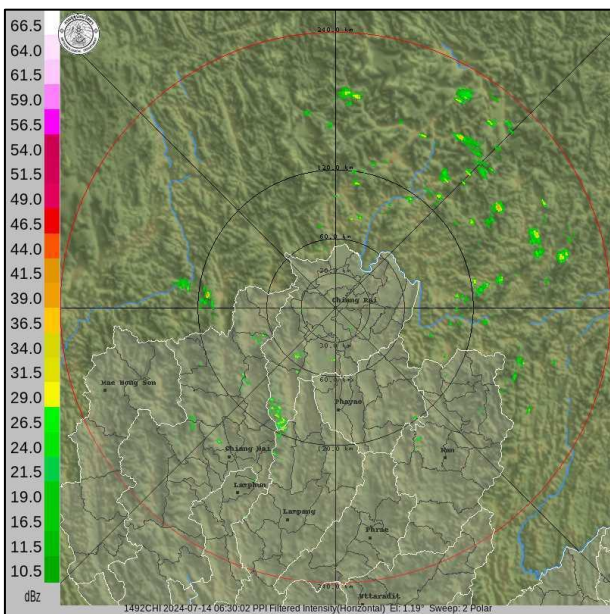 66.5
64.0
61.5
59.0
56.5
54.0
51.5
49.0
46.5
44.0
41.5
39.0
36.5
34.0
31.5
29.0
26.5
24.0
21.5
19.0
16.5
14.0
11.5
10.5
dBz
240.0 km
120.0 km
60.0 km
30.0 km
Chiang Rai
30.0 km
60.0 km
Mae Hong Son
Phayao
120.0 km
Chiang Mai
Nan
Lamphun
Lampang
Phrae
Uttaradit
1492CHI 2024-07-14 06:30:02 PPI Filtered Intensity(Horizontal) El: 1.19° Sweep: 2 Polar